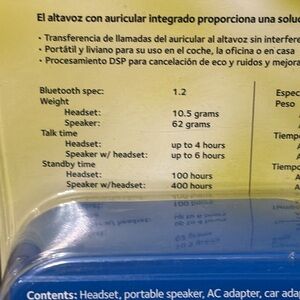 El altavoz con auricular integrado proporciona una
• Transferencia de llamadas del auricular al altavoz sin
• Portátil y liviano para su uso en el coche, la oficina o en casa
• Procesamiento DSP para cancelación de eco y ruidos y
Bluetooth spec: 1.2
Weight
Headset: 10.5 grams
Speaker: 62 grams
Talk time
Headset: up to 4 hours
Speaker w/ headset: up to 6 hours
Standby time
Headset: 100 hours
Speaker w/ headset: 400 hours
Peso
Contents: Headset, portable speaker, AC adapter, car